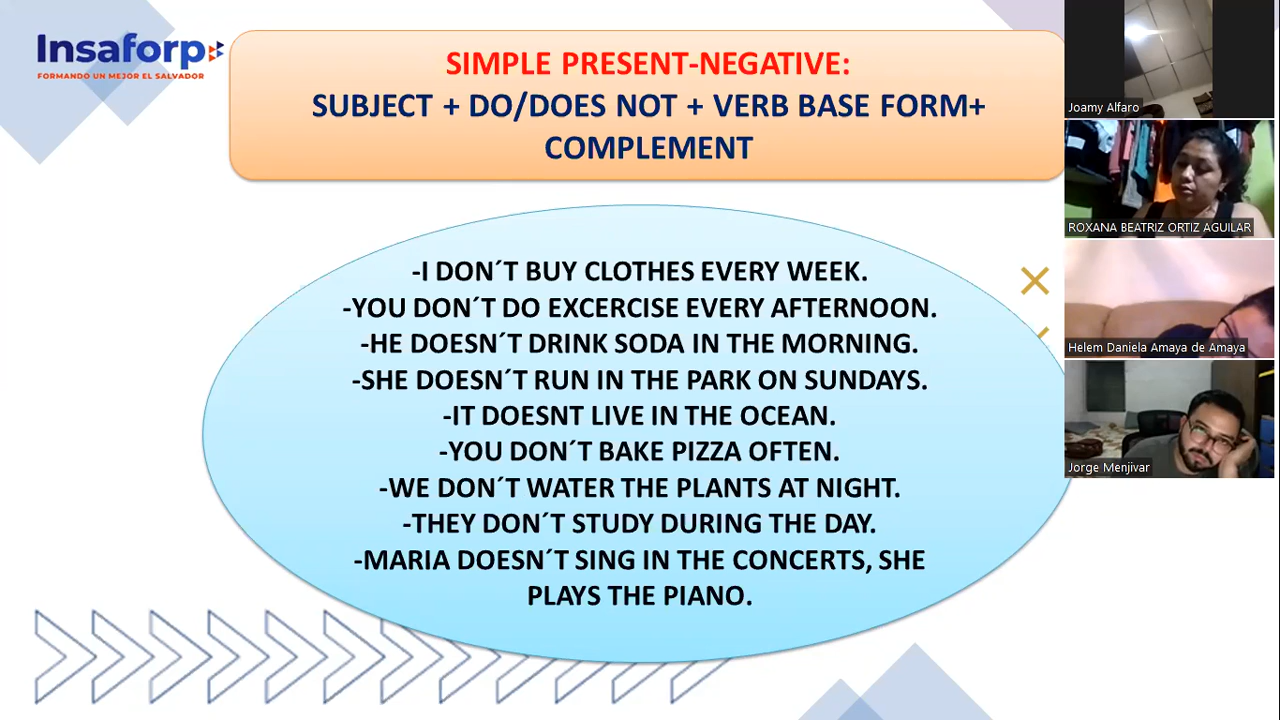 Insaforp
FORMANDO UN MEJOR EL SALVADOR
SIMPLE PRESENT-NEGATIVE:
SUBJECT + DO/DOES NOT + VERB BASE FORM+
COMPLEMENT
-I DON´T BUY CLOTHES EVERY WEEK.
-YOU DON´T DO EXCERCISE EVERY AFTERNOON.
-HE DOESN´T DRINK SODA IN THE MORNING.
-SHE DOESN´T RUN IN THE PARK ON SUNDAYS.
-IT DOESNT LIVE IN THE OCEAN.
-YOU DON´T BAKE PIZZA OFTEN.
-WE DON´T WATER THE PLANTS AT NIGHT.
-THEY DON´T STUDY DURING THE DAY.
-MARIA DOESN´T SING IN THE CONCERTS, SHE
PLAYS THE PIANO.
Joamy Alfaro
ROXANA BEATRIZ ORTIZ AGUILAR
Helem Daniela Amaya de Amaya
Jorge Menjivar